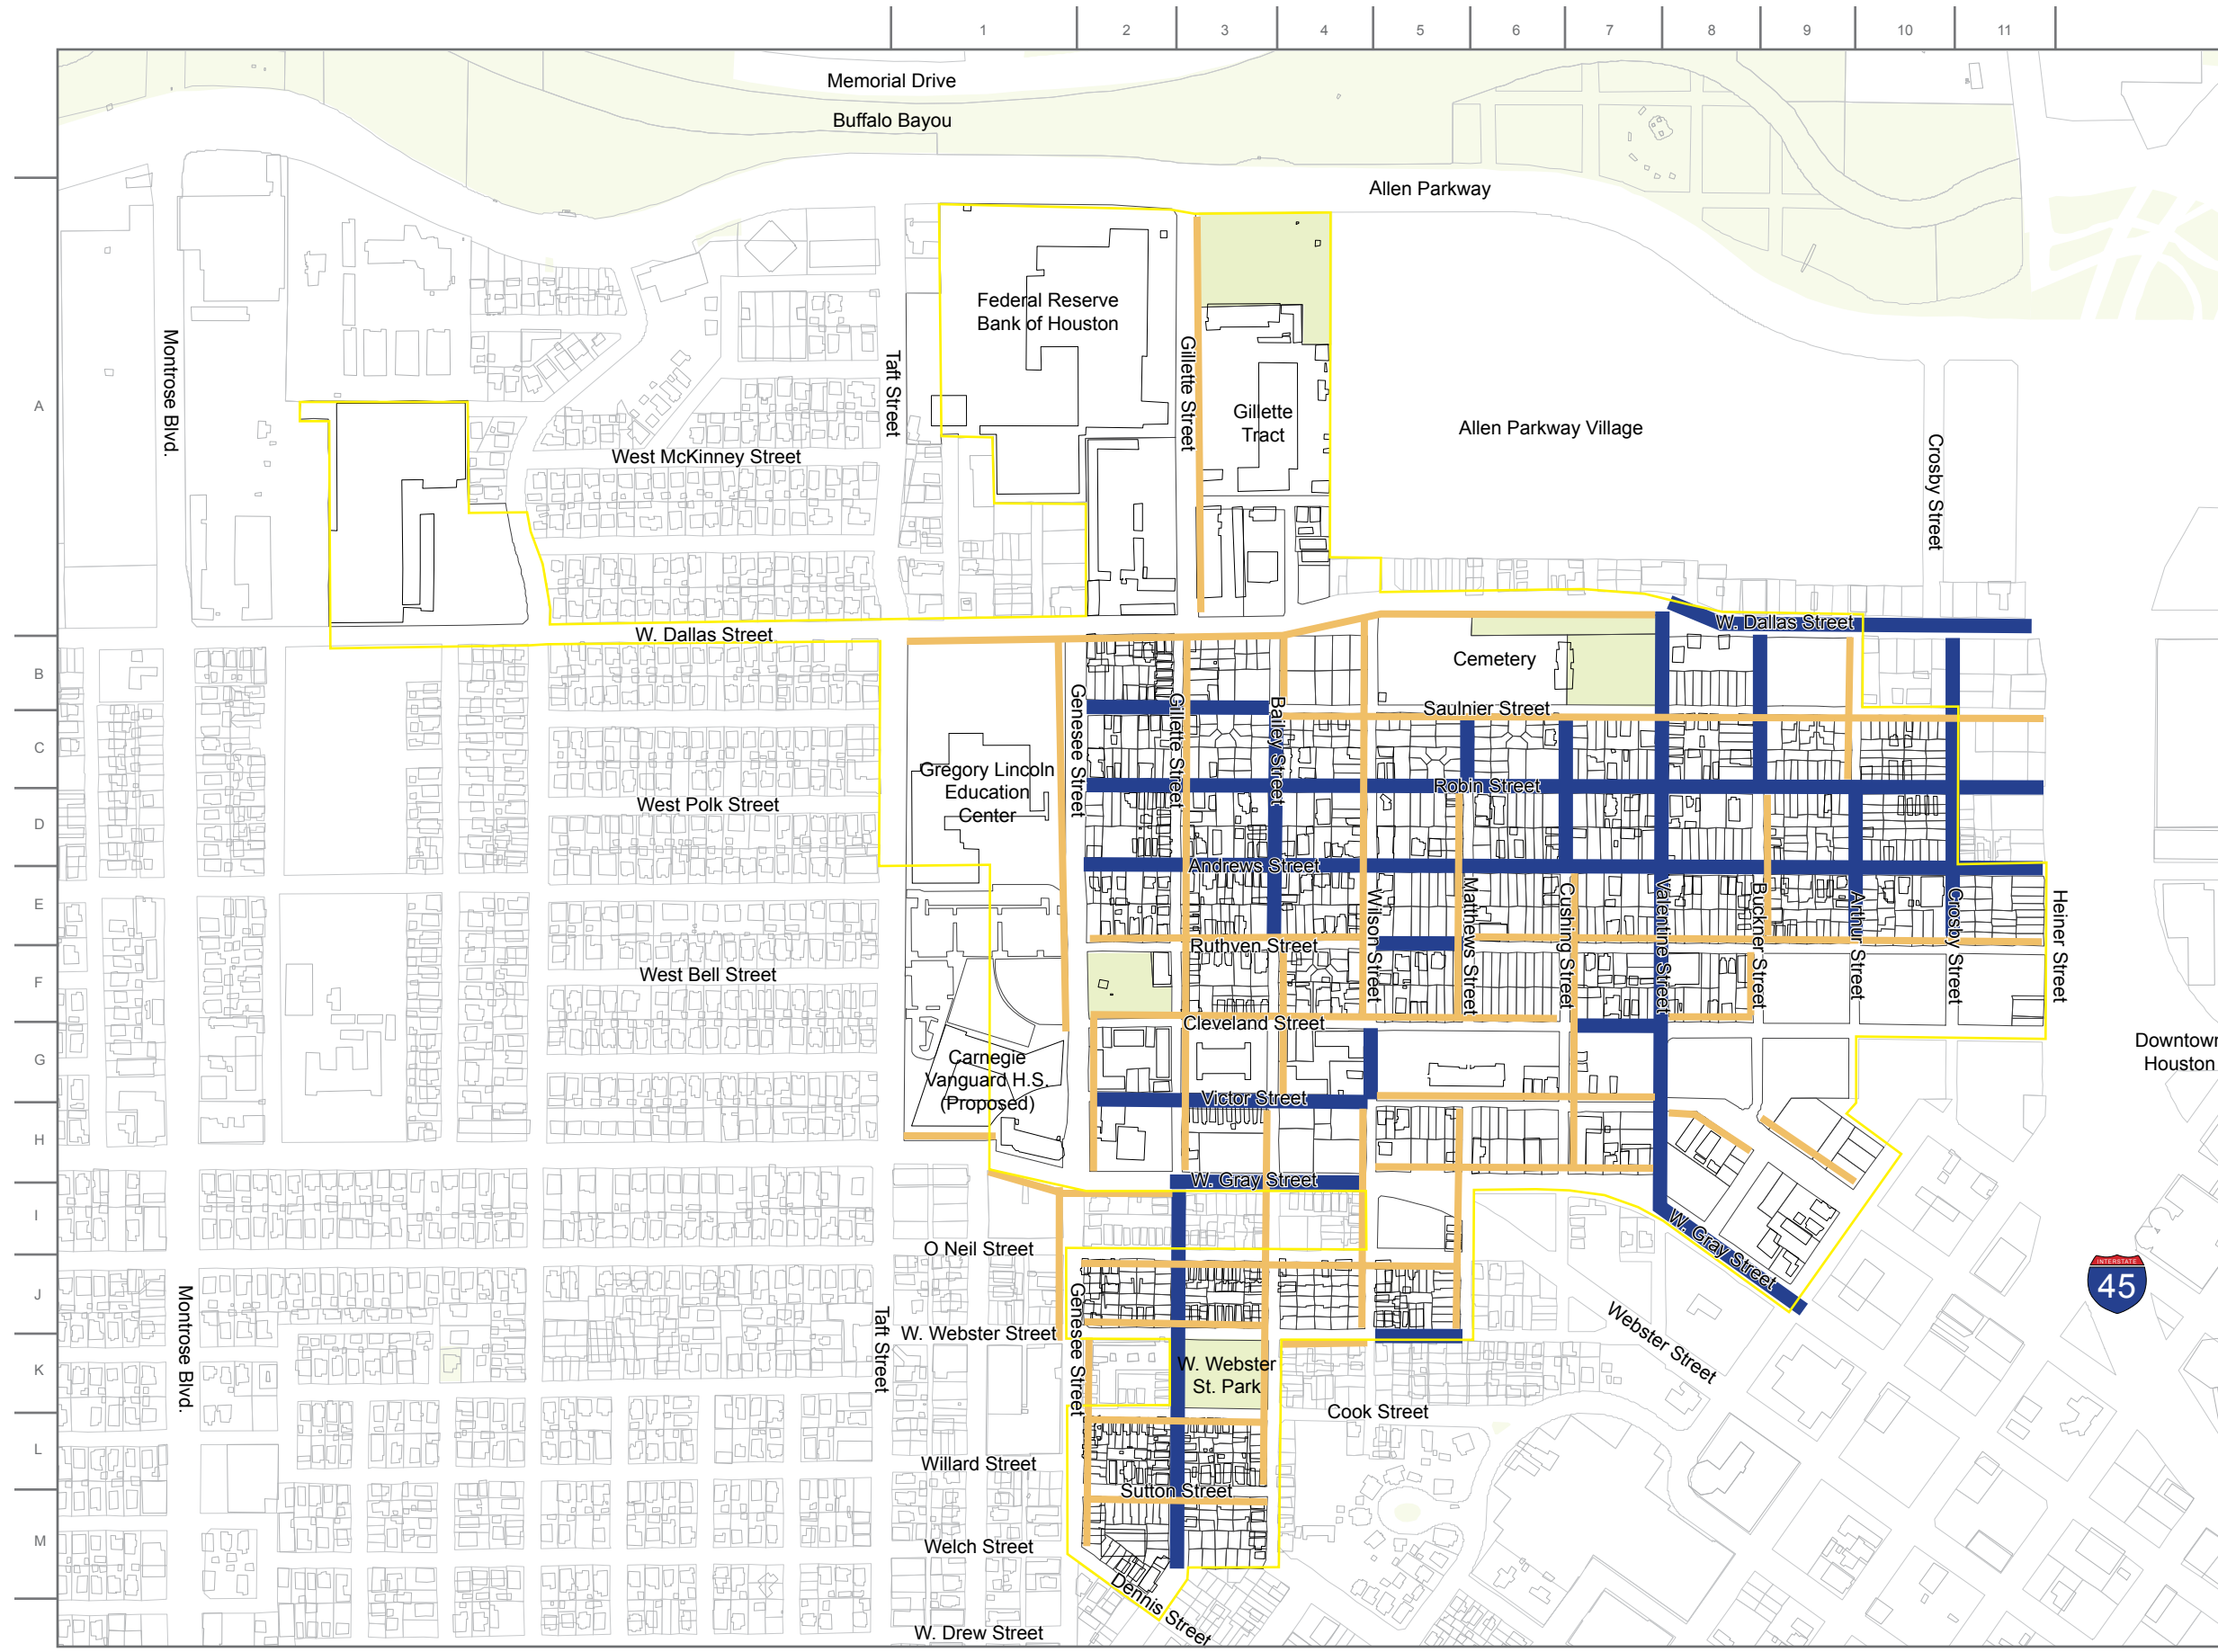 1 2 3 4 5 6 7 8 9 10 11
Memorial Drive
Buffalo Bayou
Allen Parkway
A
Montrose Blvd.
Taft Street
Federal Reserve
Bank of Houston
Gillette Street
Gillette
Tract
Allen Parkway Village
Crosby Street
West McKinney Street
W. Dallas Street
W. Dallas Street
B
Cemetery
Genesee Street
Gillette Street
Bailey Street
Saulnier Street
C
Gregory Lincoln
Education
Center
West Polk Street
Robin Street
D
Andrews Street
E
Wilson Street
Matthews Street
Cushing Street
Valentine Street
Buckner Street
Arthur Street
Crosby Street
Heiner Street
Ruthven Street
F
West Bell Street
Cleveland Street
G
Carnegie
Vanguard H.S.
(Proposed)
Downtown
Houston
Victor Street
H
W. Gray Street
I
W. Gray Street
O Neil Street
INTERSTATE
45
J
Montrose Blvd.
Taft Street
Genesee Street
W. Webster Street
Webster Street
K
W. Webster
St. Park
Cook Street
L
Willard Street
Sutton Street
M
Welch Street
Dennis Street
W. Drew Street